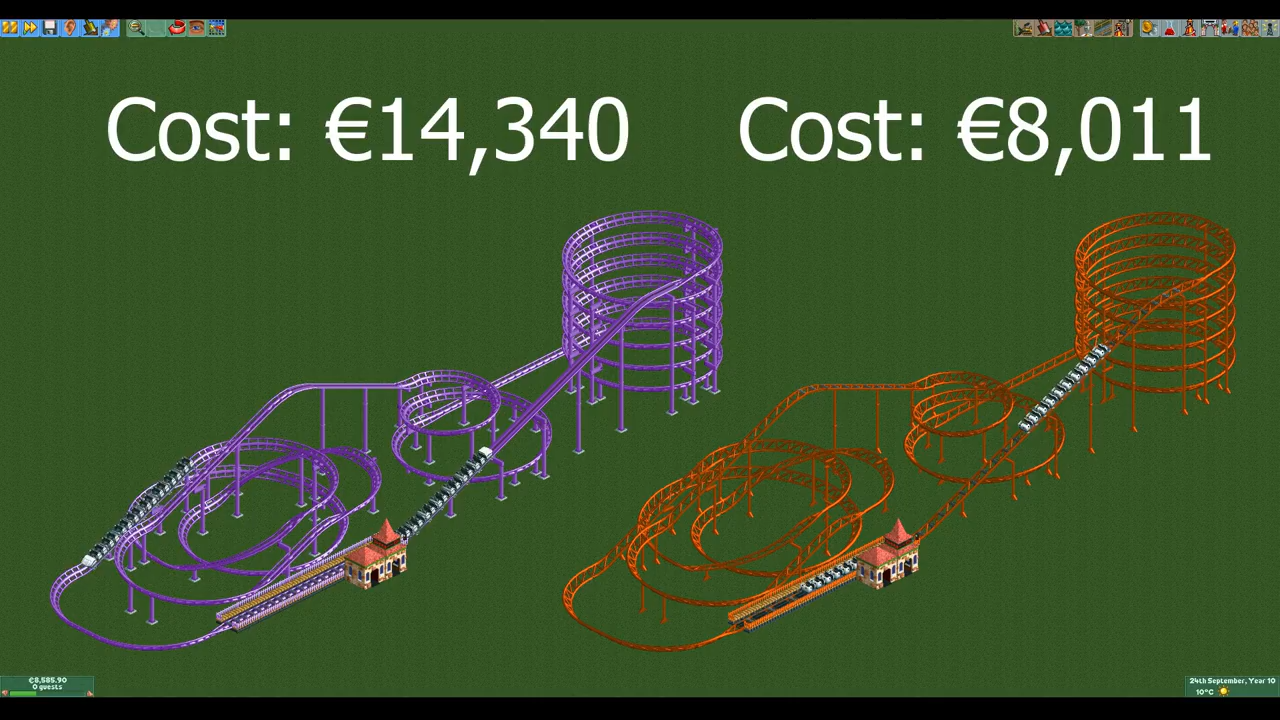 Cost: €14,340
Cost: €8,011
€8,585.90
0 guests
24th September, Year 10
10°C